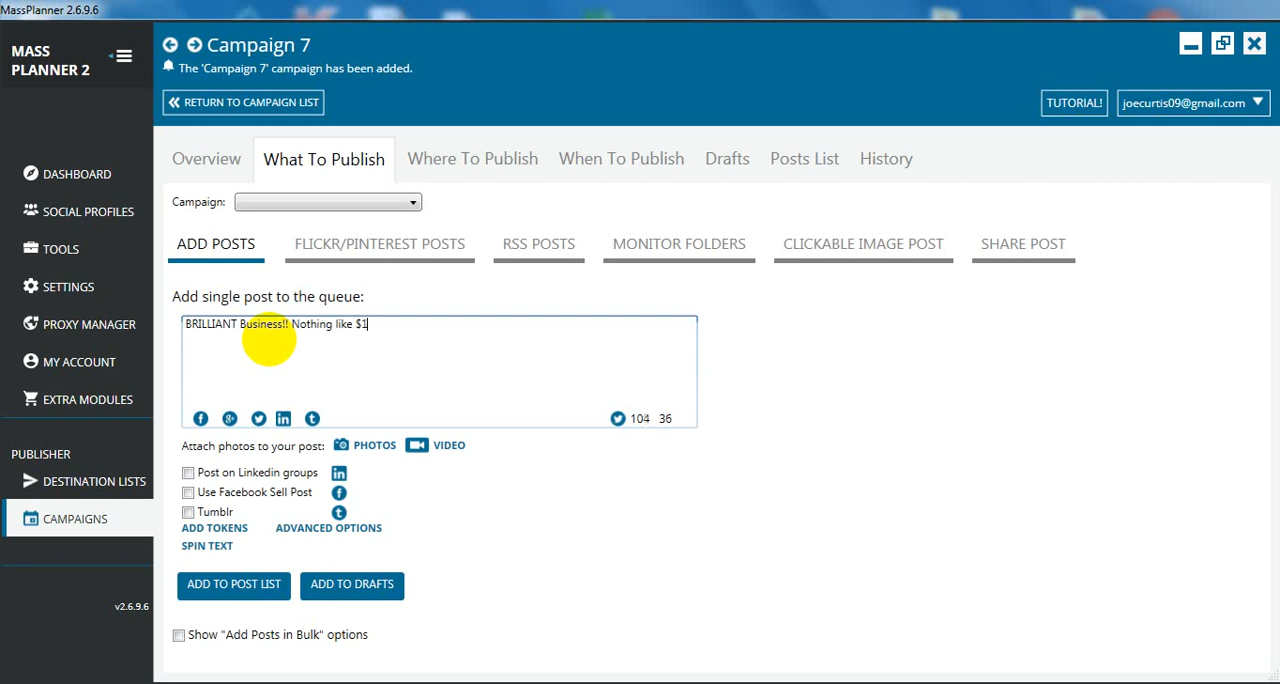 MassPlanner 2.6.9.6
MASS
PLANNER 2
Campaign 7
The 'Campaign 7' campaign has been added.
RETURN TO CAMPAIGN LIST
TUTORIAL!
joecurtis09@gmail.com
DASHBOARD
SOCIAL PROFILES
TOOLS
SETTINGS
PROXY MANAGER
MY ACCOUNT
EXTRA MODULES
PUBLISHER
DESTINATION LISTS
CAMPAIGNS
v2.6.9.6
Overview What To Publish Where To Publish When To Publish Drafts Posts List History
Campaign:
ADD POSTS FLICKR/PINTEREST POSTS RSS POSTS MONITOR FOLDERS CLICKABLE IMAGE POST SHARE POST
Add single post to the queue:
BRILLIANT Business!! Nothing like $1
104 36
Attach photos to your post: PHOTOS VIDEO
Post on Linkedin groups
Use Facebook Sell Post
Tumblr
ADD TOKENS ADVANCED OPTIONS
SPIN TEXT
ADD TO POST LIST ADD TO DRAFTS
Show "Add Posts in Bulk" options